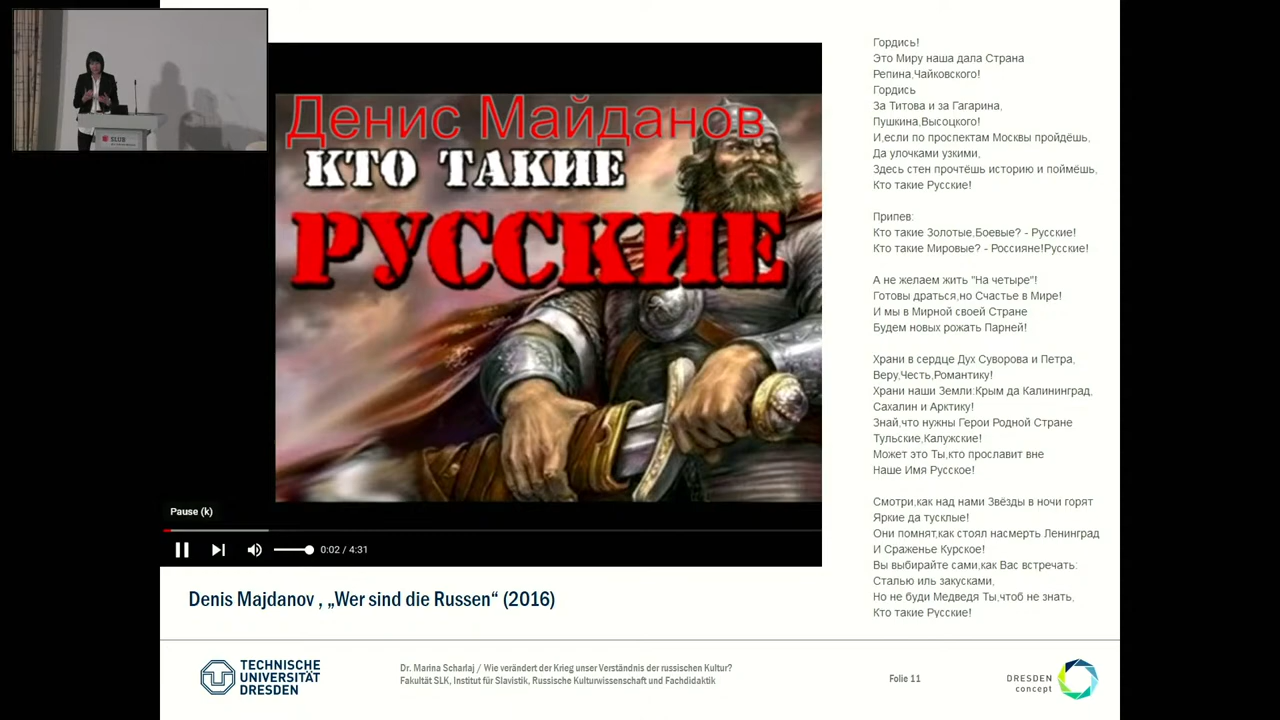 SLUB
Денис Майданов
КТО ТАКИЕ
РУССКИЕ
Pause (k)
0:02 / 4:31
Denis Majdanov , „Wer sind die Russen“ (2016)
Гордись!
Это Миру наша дала Страна
Репина,Чайковского!
Гордись
За Титова и за Гагарина,
Пушкина,Высоцкого!
И,если по проспектам Москвы пройдёшь,
Да улочками узкими,
Здесь стен прочтёшь историю и поймёшь,
Кто такие Русские!
Припев:
Кто такие Золотые,Боевые? - Русские!
Кто такие Мировые? - Россияне!Русские!
А не желаем жить "На четыре"!
Готовы драться,но Счастье в Мире!
И мы в Мирной своей Стране
Будем новых рожать Парней!
Храни в сердце Дух Суворова и Петра,
Веру,Честь,Романтику!
Храни наши Земли:Крым да Калининград,
Сахалин и Арктику!
Знай,что нужны Герои Родной Стране
Тульские,Калужские!
Может это Ты,кто прославит вне
Наше Имя Русское!
Смотри,как над нами Звёзды в ночи горят
Яркие да тусклые!
Они помнят,как стоял насмерть Ленинград
И Сраженье Курское!
Вы выбирайте сами,как Вас встречать:
Сталью иль закусками,
Но не буди Медведя Ты,чтоб не знать,
Кто такие Русские!
TECHNISCHE
UNIVERSITÄT
DRESDEN
Dr. Marina Scharlaj / Wie verändert der Krieg unser Verständnis der russischen Kultur?
Fakultät SLK, Institut für Slavistik, Russische Kulturwissenschaft und Fachdidaktik
Folie 11
DRESDEN
concept